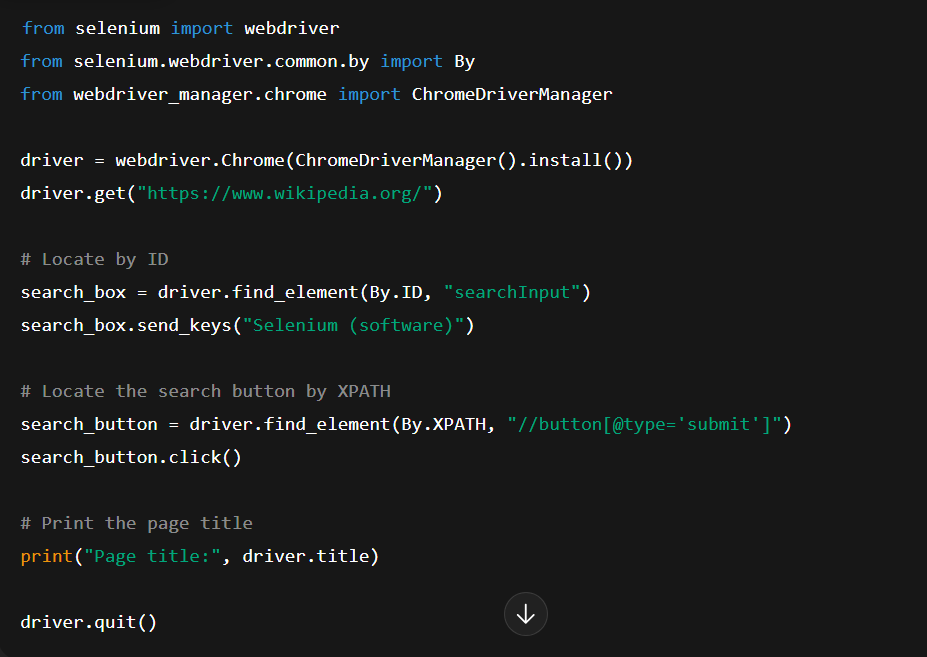 from selenium import webdriver
from selenium.webdriver.common.by import By
from webdriver_manager.chrome import ChromeDriverManager
driver = webdriver.Chrome(ChromeDriverManager().install())
driver.get("https://www.wikipedia.org/")
# Locate by ID
search_box = driver.find_element(By.ID, "searchInput")
search_box.send_keys("Selenium (software)")
# Locate the search button by XPATH
search_button = driver.find_element(By.XPATH, "//button[@type='submit']")
search_button.click()
# Print the page title
print("Page title:", driver.title)
driver.quit()